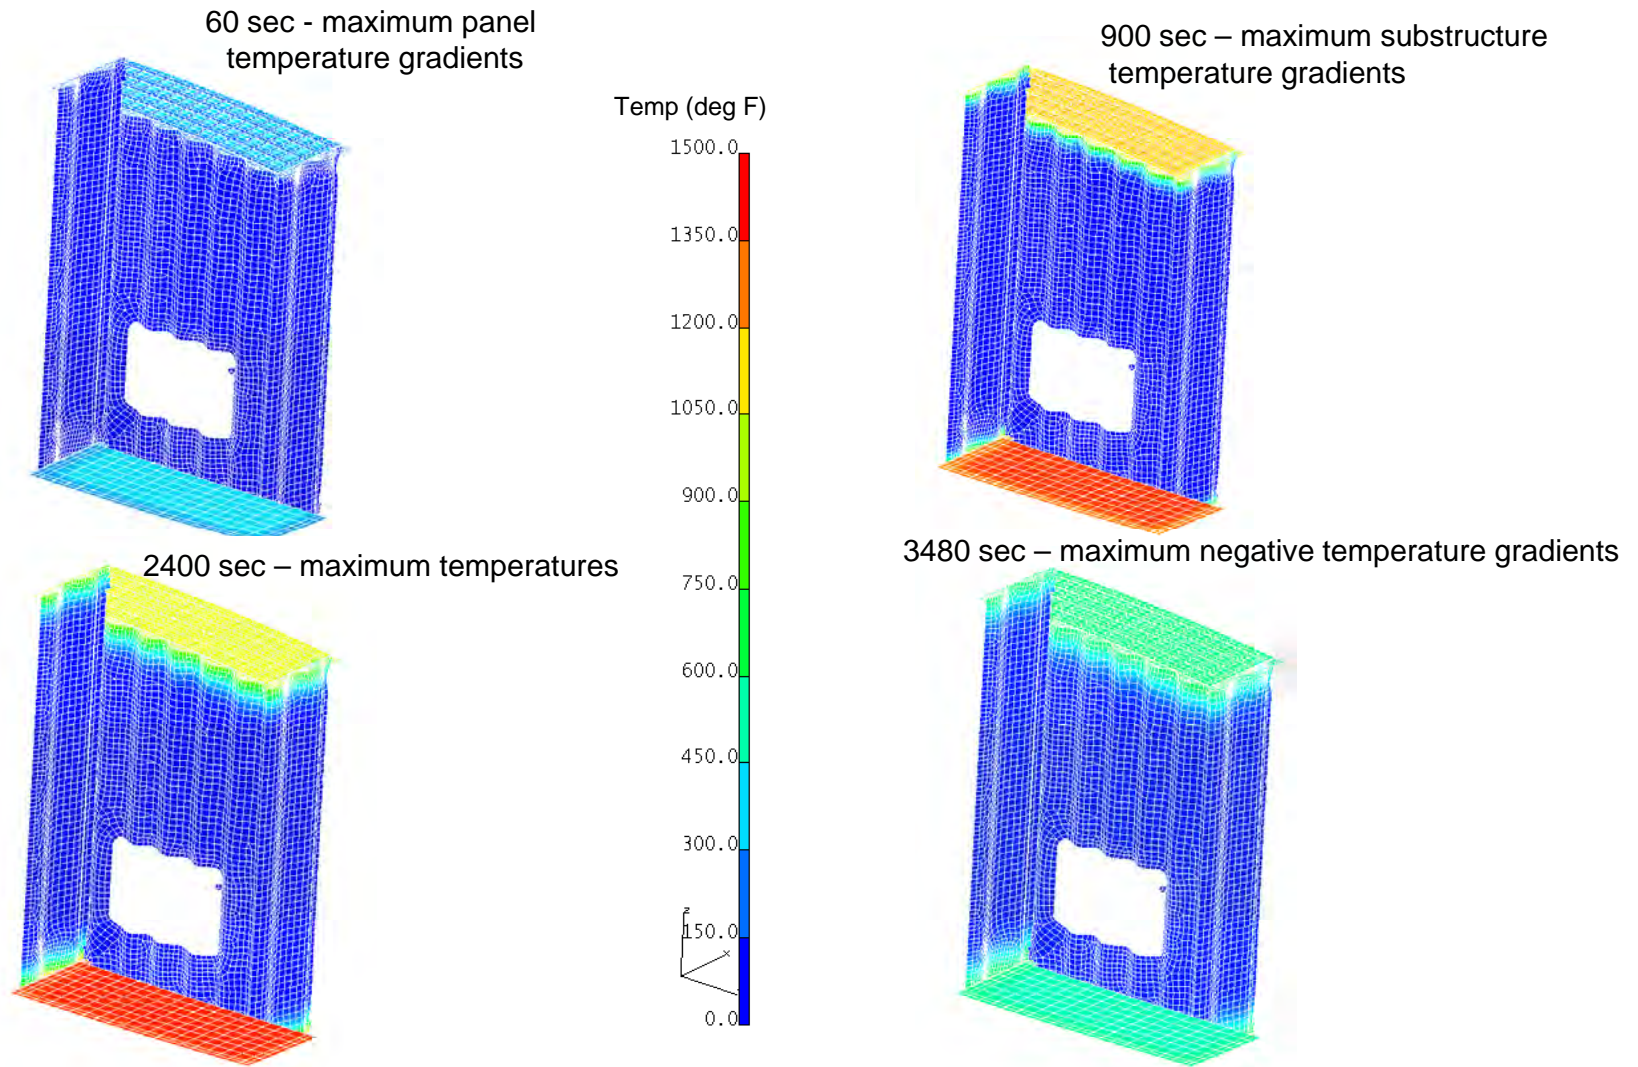 60 sec - maximum panel
temperature gradients
900 sec – maximum substructure
temperature gradients
Temp (deg F)
1500.0
1350.0
1200.0
1050.0
900.0
750.0
600.0
450.0
300.0
150.0
0.0
z
x
2400 sec – maximum temperatures
3480 sec – maximum negative temperature gradients